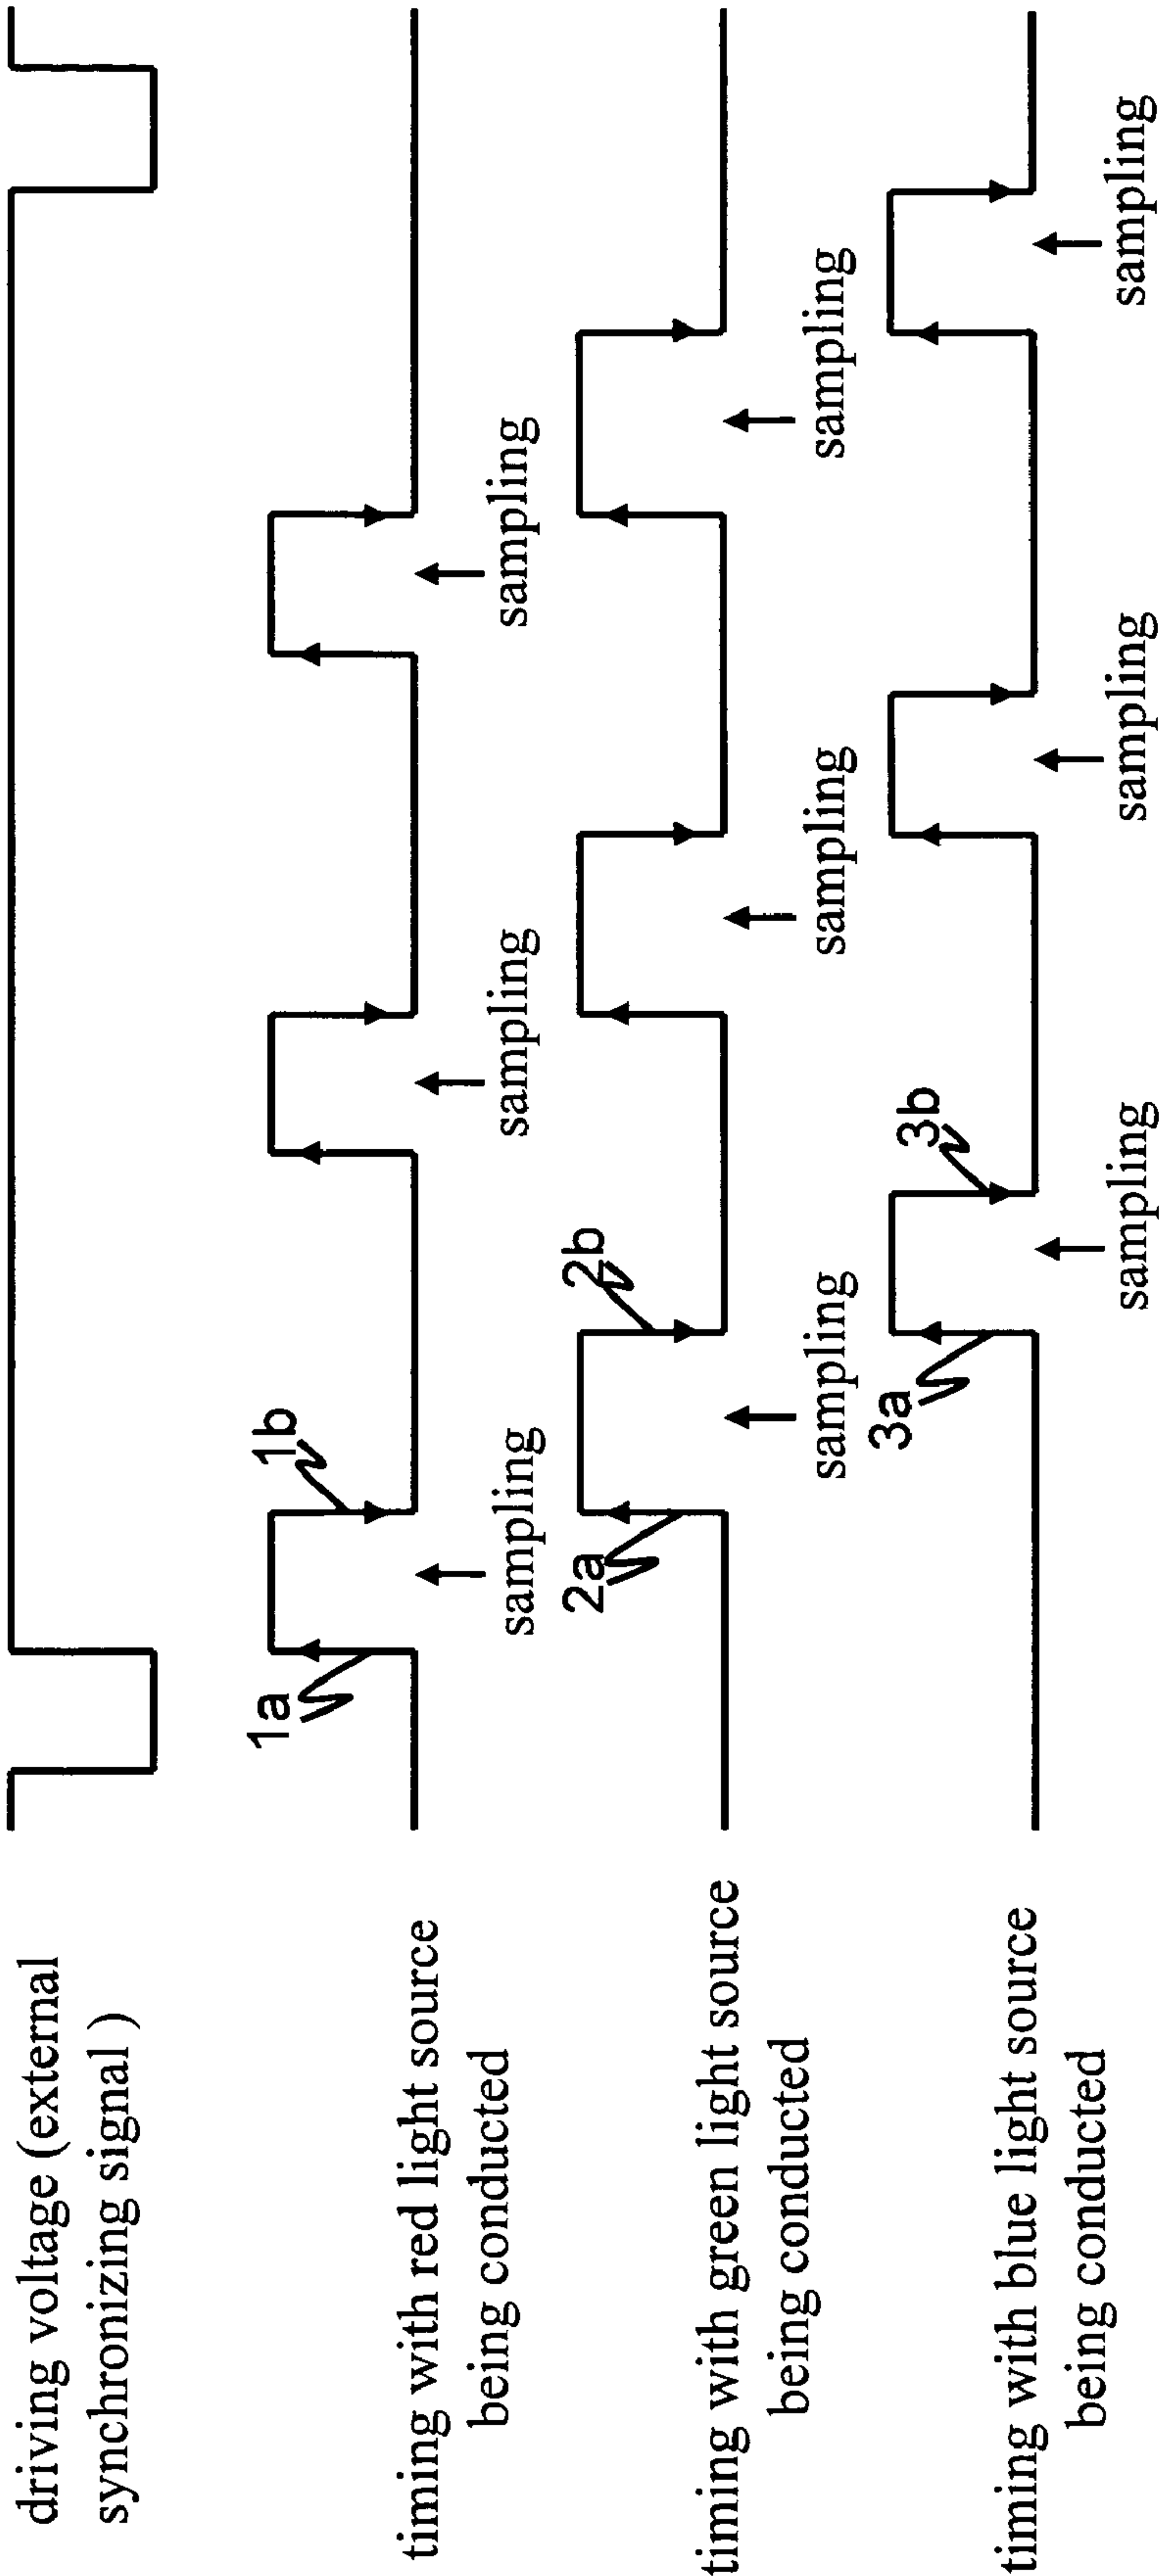 driving voltage (external
synchronizing signal )
timing with red light source
being conducted
1a
1b
sampling
sampling
sampling
timing with green light source
being conducted
2a
2b
sampling
sampling
sampling
timing with blue light source
being conducted
3a
3b
sampling
sampling
sampling